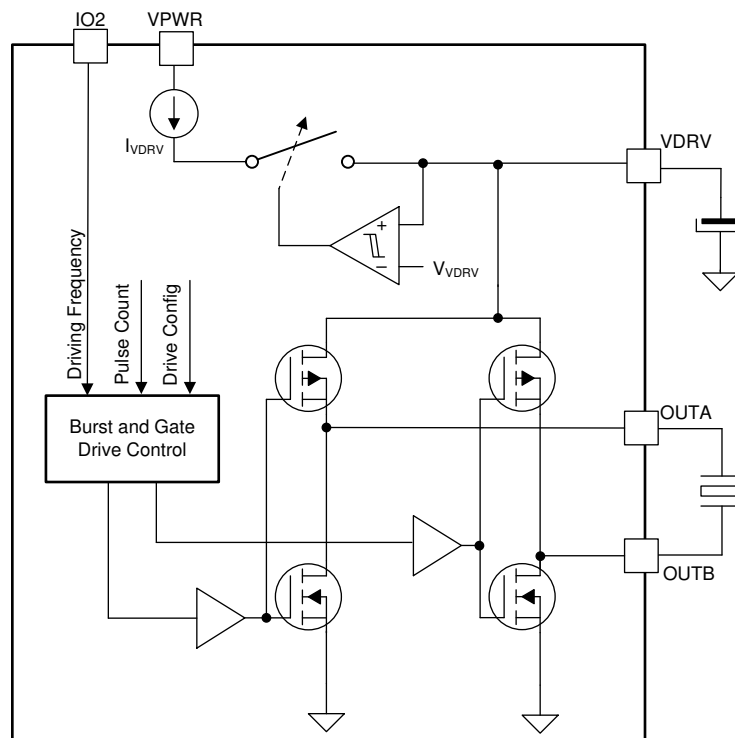 IO2
VPWR
IVDRV
VDRV
+
−
VVDRV
Driving Frequency
Pulse Count
Drive Config
Burst and Gate
Drive Control
OUTA
OUTB